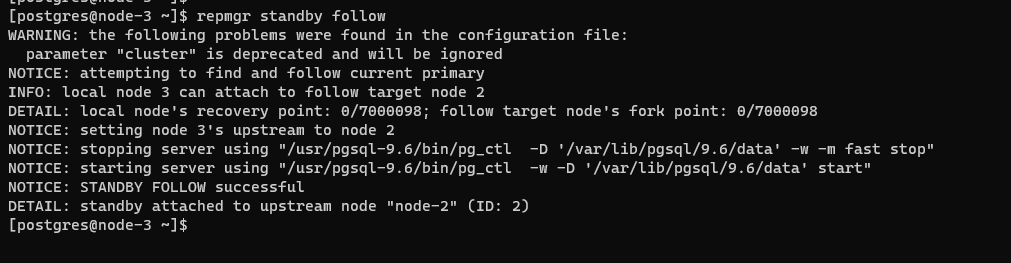 [postgres@node-3 ~]$ repmgr standby follow
WARNING: the following problems were found in the configuration file:
  parameter "cluster" is deprecated and will be ignored
NOTICE: attempting to find and follow current primary
INFO: local node 3 can attach to follow target node 2
DETAIL: local node's recovery point: 0/7000098; follow target node's fork point: 0/7000098
NOTICE: setting node 3's upstream to node 2
NOTICE: stopping server using "/usr/pgsql-9.6/bin/pg_ctl  -D '/var/lib/pgsql/9.6/data' -w -m fast stop"
NOTICE: starting server using "/usr/pgsql-9.6/bin/pg_ctl  -w -D '/var/lib/pgsql/9.6/data' start"
NOTICE: STANDBY FOLLOW successful
DETAIL: standby attached to upstream node "node-2" (ID: 2)
[postgres@node-3 ~]$